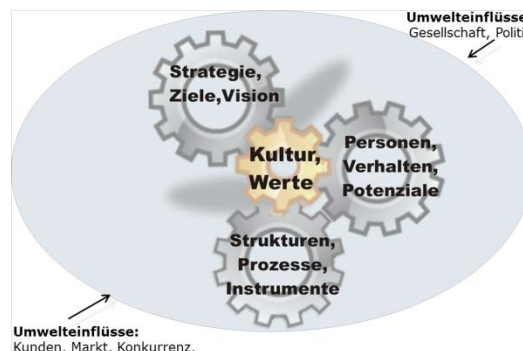 Umwelteinflüsse
Gesellschaft, Politi
Strategie,
Ziele,Vision
Kultur,
Werte
Personen,
Verhalten,
Potenziale
Strukturen,
Prozesse,
Instrumente
Umwelteinflüsse:
Kunden, Markt, Konkurrenz,